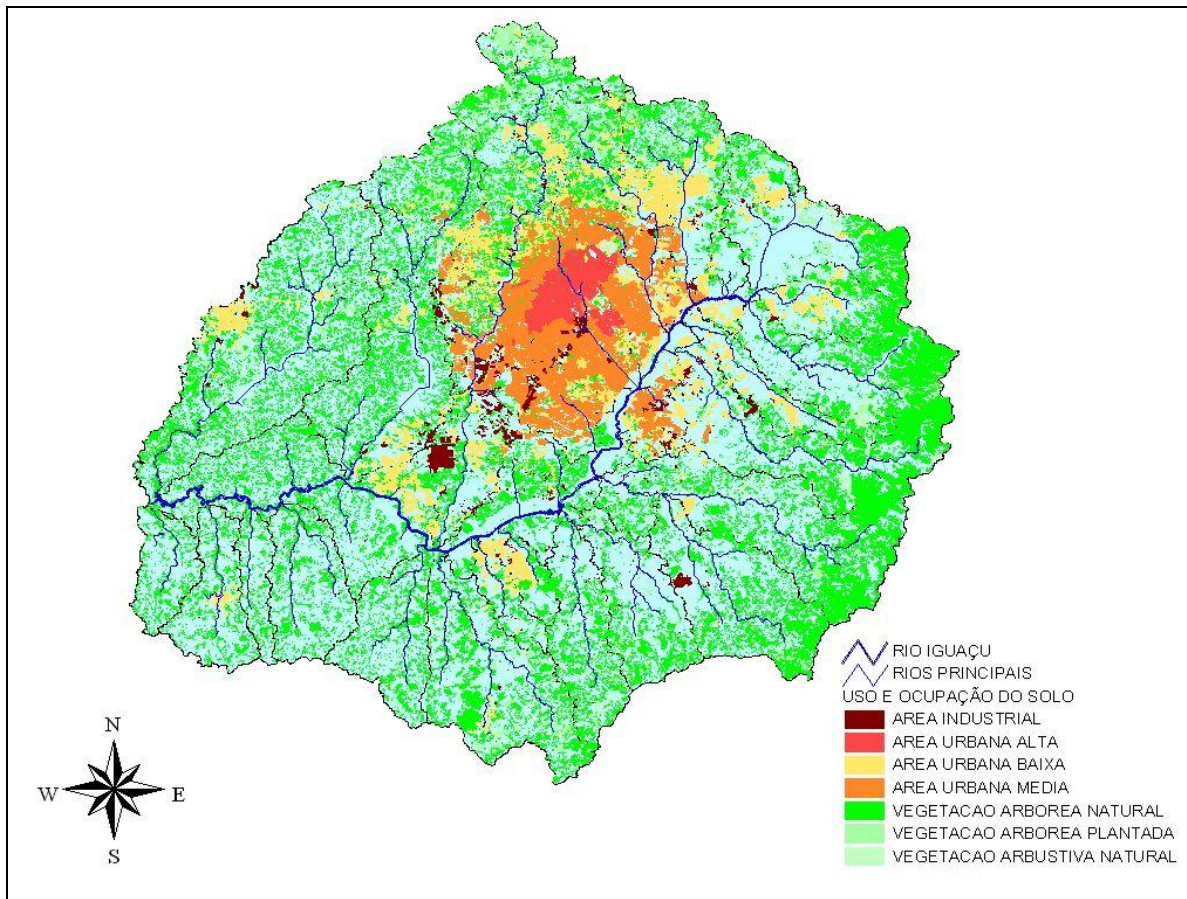 RIO IGUAÇU
RIOS PRINCIPAIS
USO E OCUPAÇÃO DO SOLO
AREA INDUSTRIAL
AREA URBANA ALTA
AREA URBANA BAIXA
AREA URBANA MEDIA
VEGETACAO ARBOREA NATURAL
VEGETACAO ARBOREA PLANTADA
VEGETACAO ARBUSTIVA NATURAL
N
W E
S